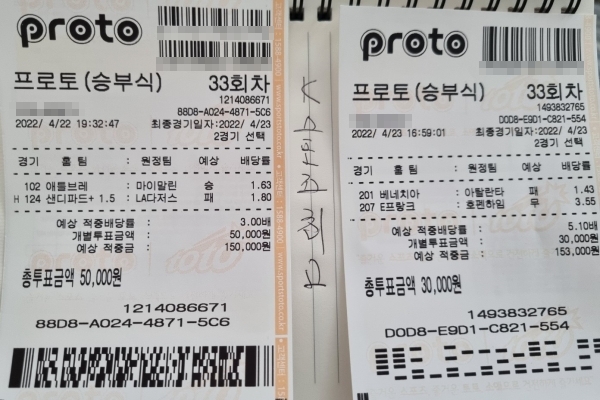 proto
프로토(승부식) 33회차
1214086671
88D8-A024-4871-5C6
2022/ 4/22 19:32:47 최종경기일자:2022/ 4/23
2경기 선택
경기 홈 팀 : 원정팀 예상 배당률
102 애틀브레 : 마이말린 승 1.63
H 124 샌디파드+ 1.5 : LA다저스 패 1.80
예상 적중배당률 : 3.00배
개별투표금액 : 50,000원
예상 적중금 : 150,000원
총투표금액 50,000원
1214086671
88D8-A024-4871-5C6
proto
프로토(승부식) 33회차
1493832765
D0D8-E9D1-C821-554
2022/ 4/23 16:59:01 최종경기일자:2022/ 4/23
2경기 선택
경기 홈 팀 : 원정팀 예상 배당률
201 베네치아 : 아탈란타 패 1.43
207 E프랑크 : 호펜하임 무 3.55
예상 적중배당률 : 5.10배
개별투표금액 : 30,000원
예상 적중금 : 153,000원
총투표금액 30,000원
1493832765
D0D8-E9D1-C821-554